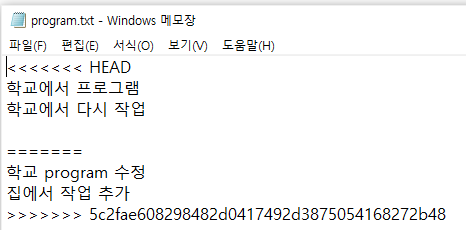 program.txt - Windows 메모장
파일(F) 편집(E) 서식(O) 보기(V) 도움말(H)
<<<<<<< HEAD
학교에서 프로그램
학교에서 다시 작업
=======
학교 program 수정
집에서 작업 추가
>>>>>>> 5c2fae608298482d0417492d3875054168272b48